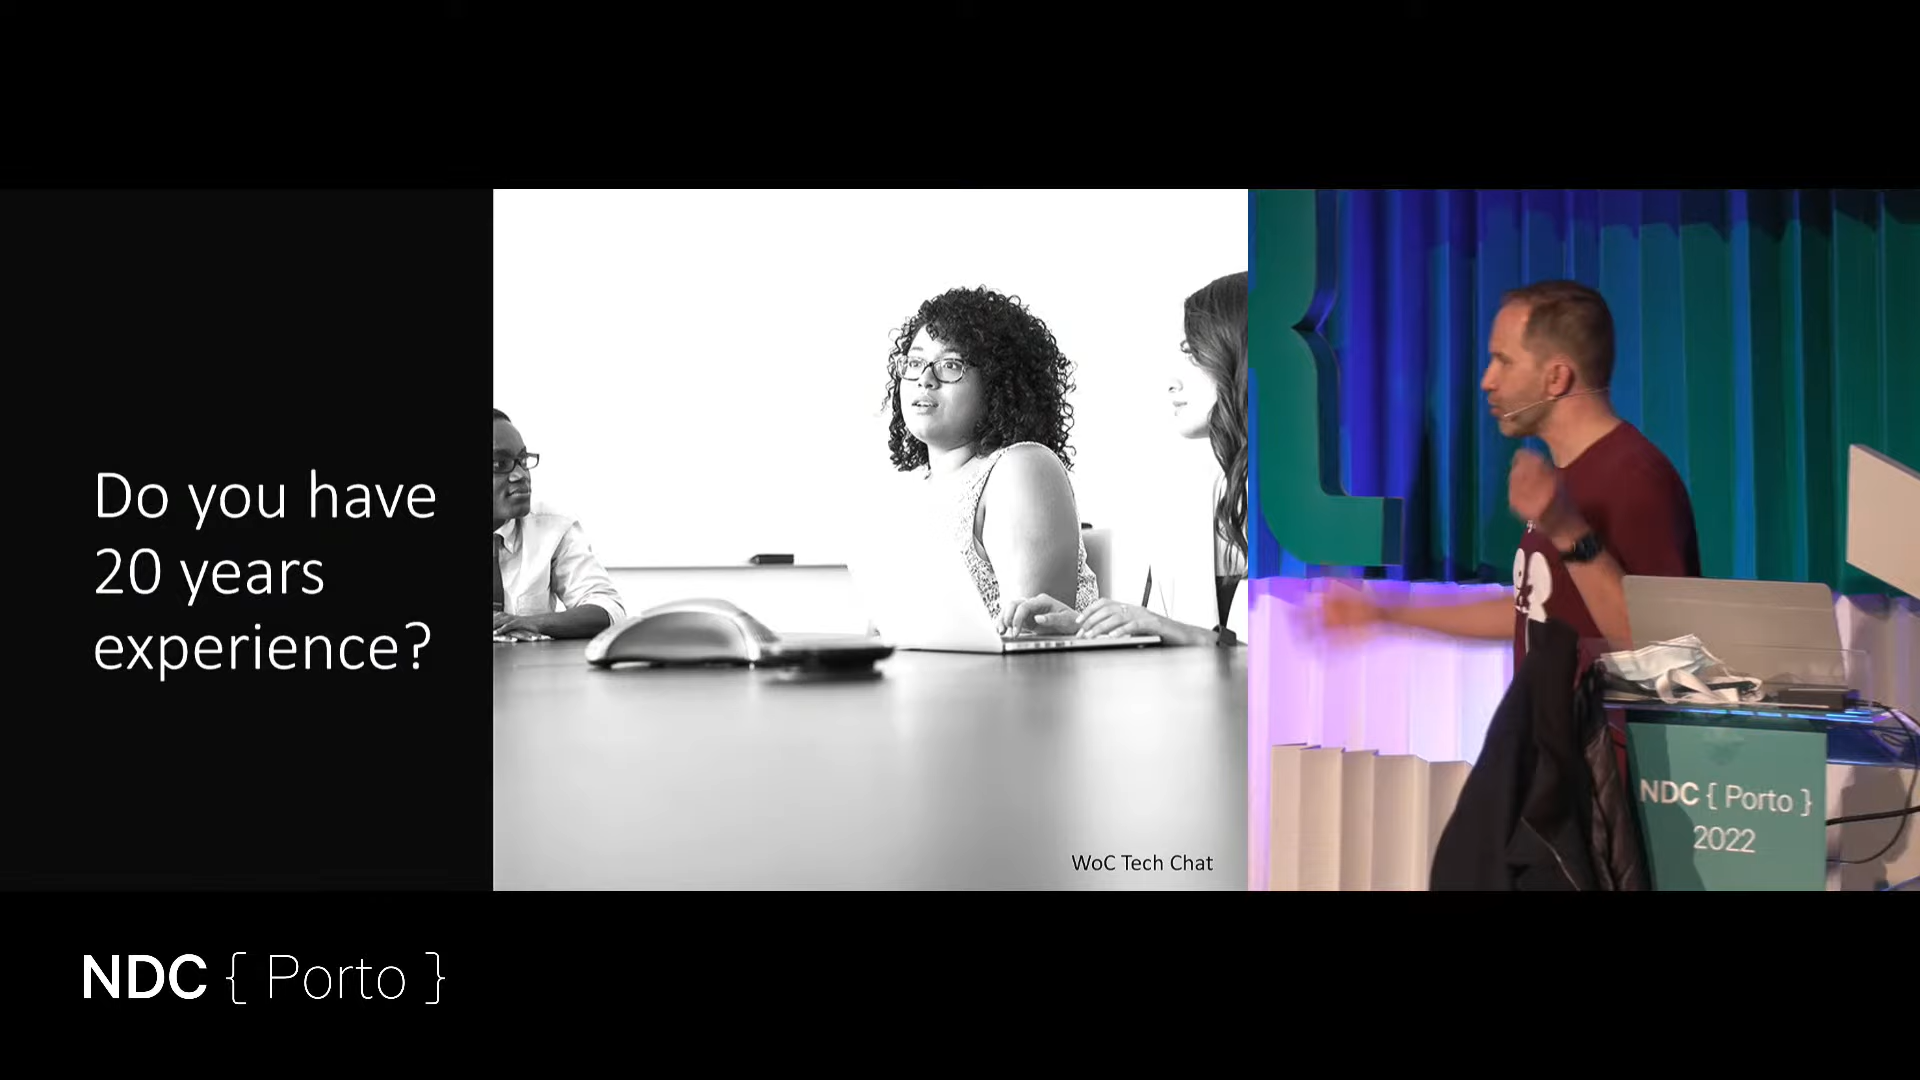 Do you have
20 years
experience?
WoC Tech Chat
NDC { Porto }
2022
NDC { Porto }